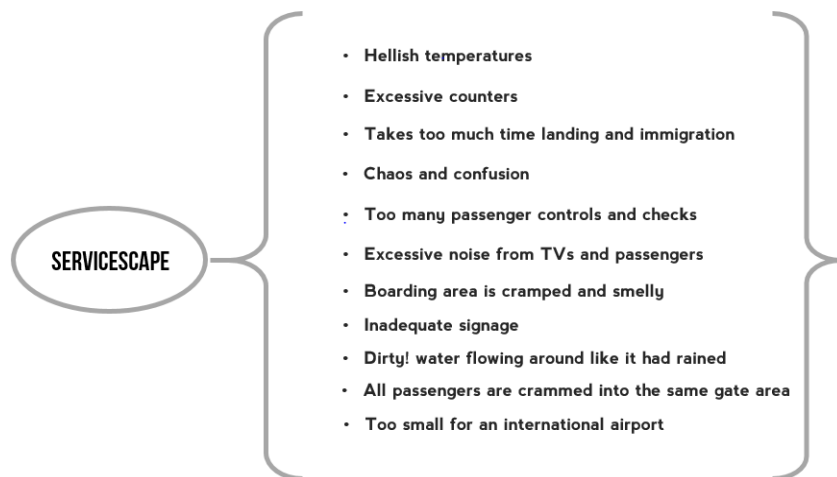 SERVICESCAPE
• Hellish temperatures
• Excessive counters
• Takes too much time landing and immigration
• Chaos and confusion
• Too many passenger controls and checks
• Excessive noise from TVs and passengers
• Boarding area is cramped and smelly
• Inadequate signage
• Dirty! water flowing around like it had rained
• All passengers are crammed into the same gate area
• Too small for an international airport